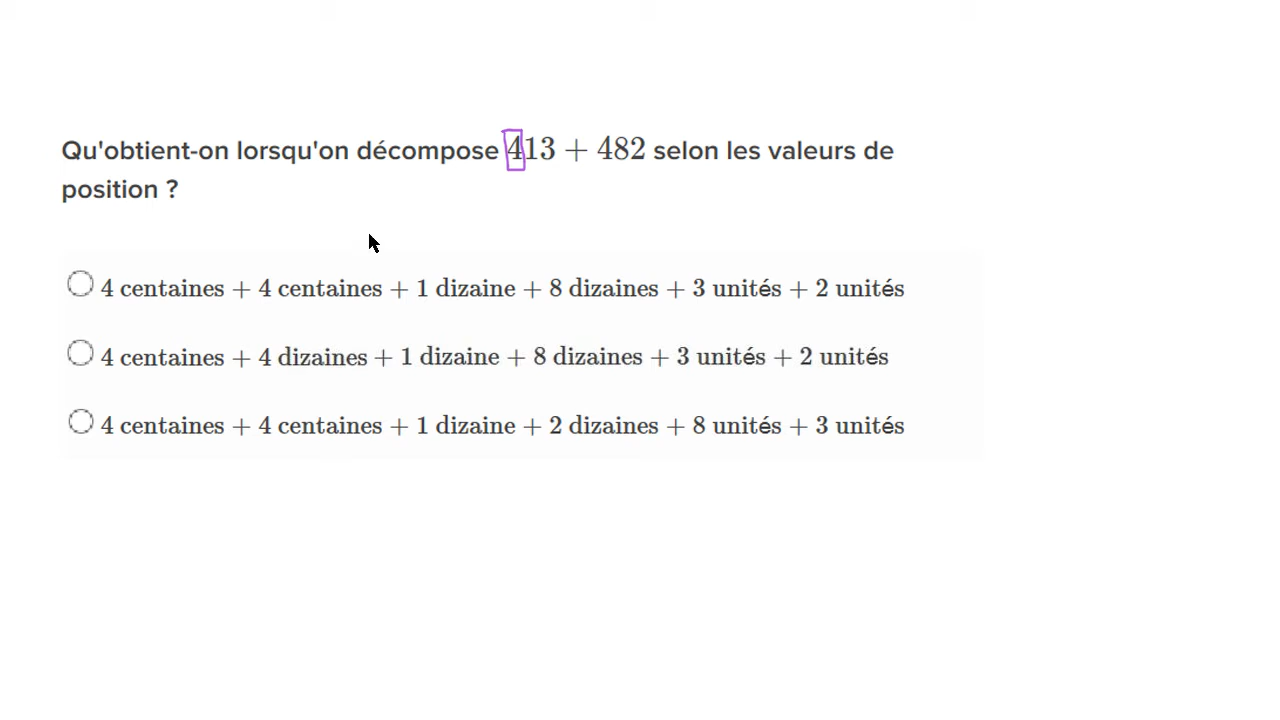 Qu'obtient-on lorsqu'on décompose 413 + 482 selon les valeurs de
position ?
4 centaines + 4 centaines + 1 dizaine + 8 dizaines + 3 unités + 2 unités
4 centaines + 4 dizaines + 1 dizaine + 8 dizaines + 3 unités + 2 unités
4 centaines + 4 centaines + 1 dizaine + 2 dizaines + 8 unités + 3 unités